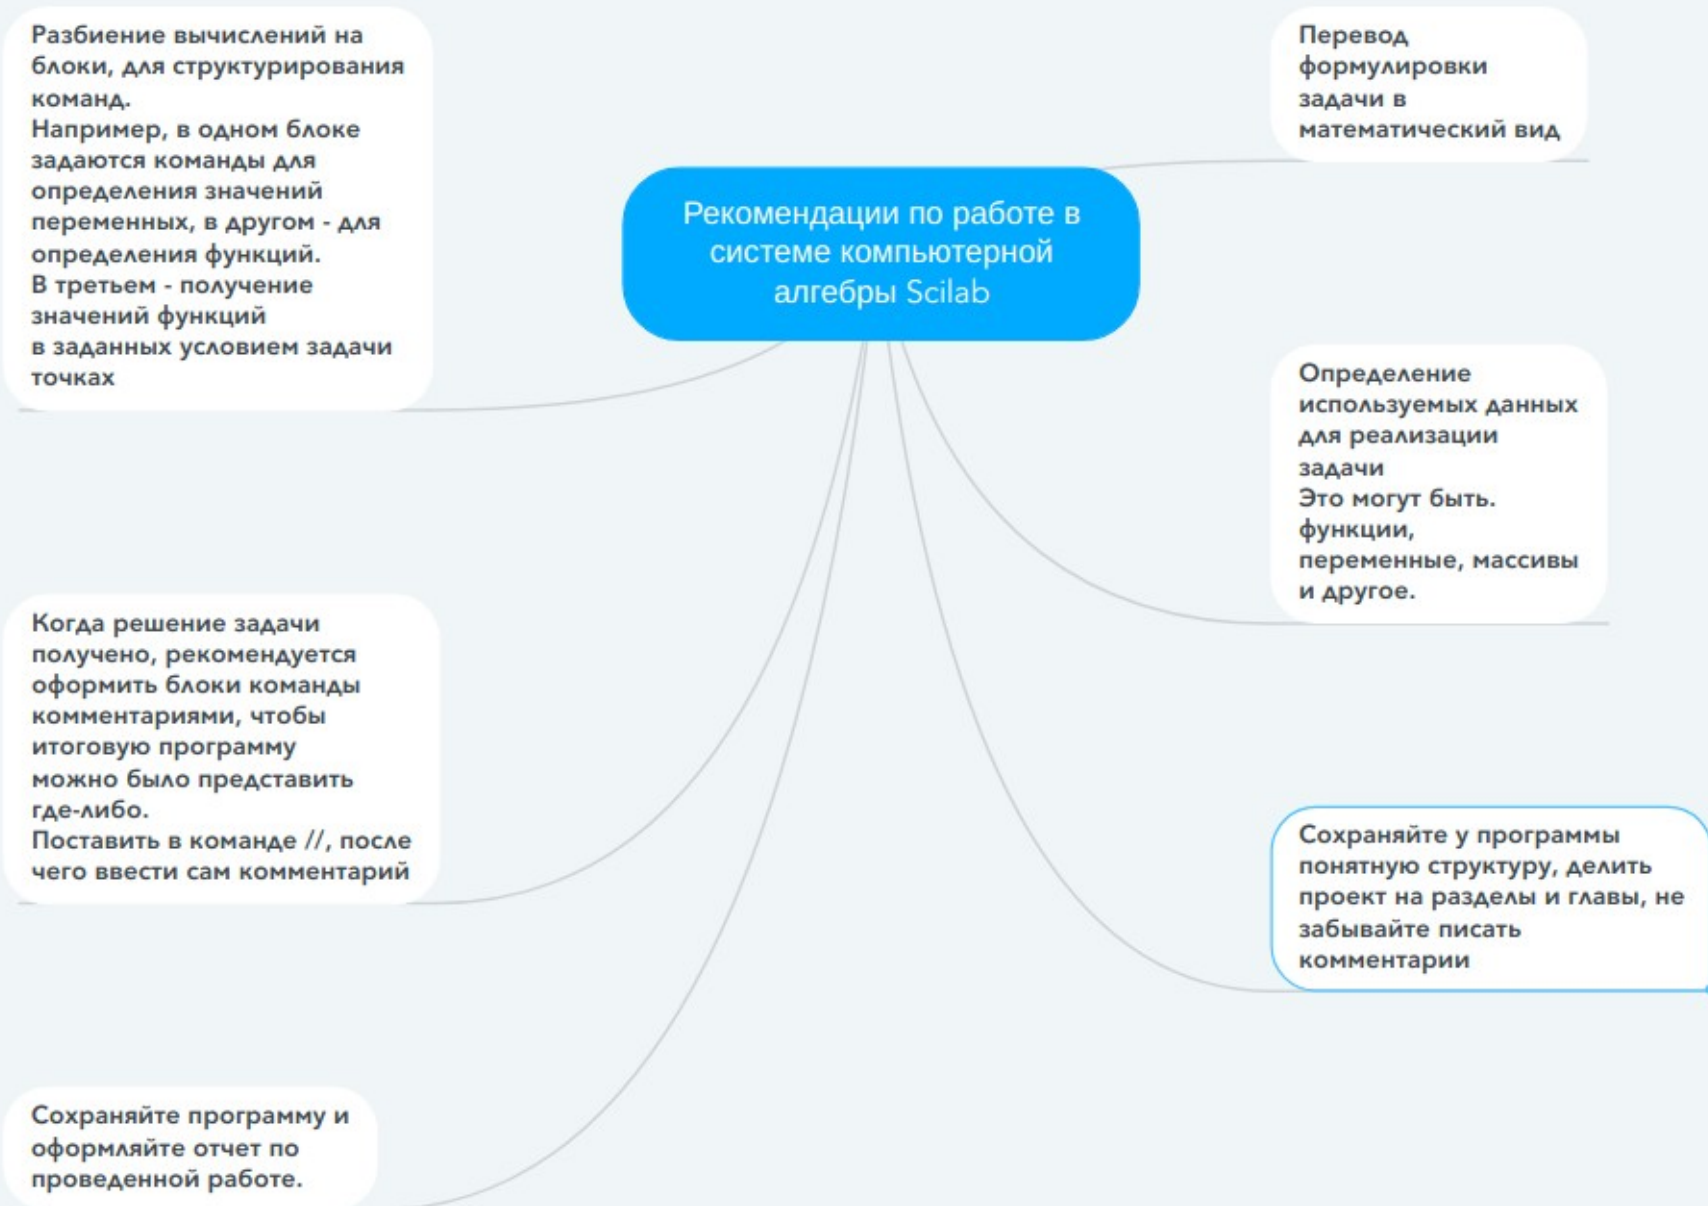 Рекомендации по работе в
системе компьютерной
алгебры Scilab
Перевод
формулировки
задачи в
математический вид
Определение
используемых данных
для реализации
задачи
Это могут быть.
функции,
переменные, массивы
и другое.
Сохраняйте у программы
понятную структуру, делить
проект на разделы и главы, не
забывайте писать
комментарии
Разбиение вычислений на
блоки, для структурирования
команд.
Например, в одном блоке
задаются команды для
определения значений
переменных, в другом - для
определения функций.
В третьем - получение
значений функций
в заданных условием задачи
точках
Когда решение задачи
получено, рекомендуется
оформить блоки команды
комментариями, чтобы
итоговую программу
можно было представить
где-либо.
Поставить в команде //, после
чего ввести сам комментарий
Сохраняйте программу и
оформляйте отчет по
проведенной работе.